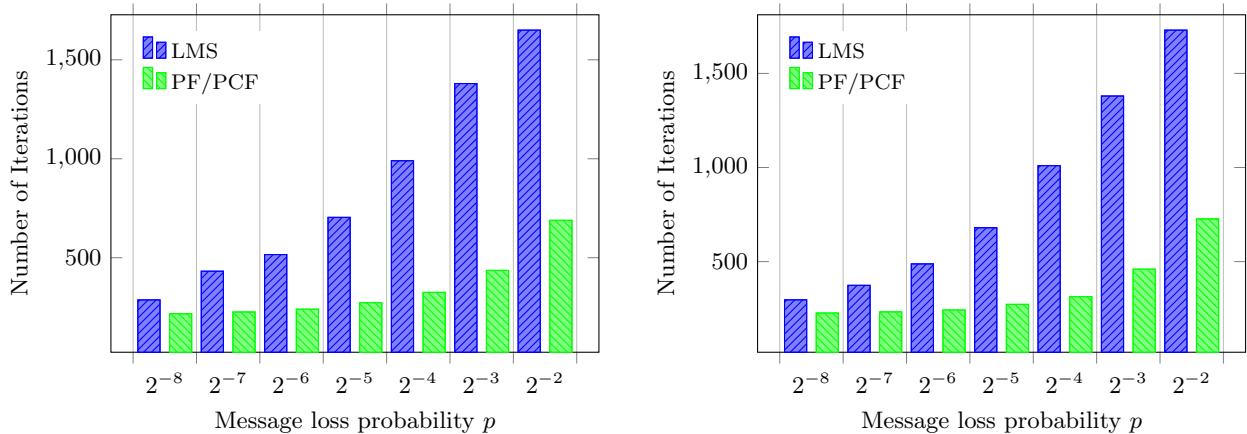 Number of Iterations
1,500
1,000
500
LMS
PF/PCF
2⁻⁸ 2⁻⁷ 2⁻⁶ 2⁻⁵ 2⁻⁴ 2⁻³ 2⁻²
Message loss probability p
Number of Iterations
1,500
1,000
500
LMS
PF/PCF
2⁻⁸ 2⁻⁷ 2⁻⁶ 2⁻⁵ 2⁻⁴ 2⁻³ 2⁻²
Message loss probability p